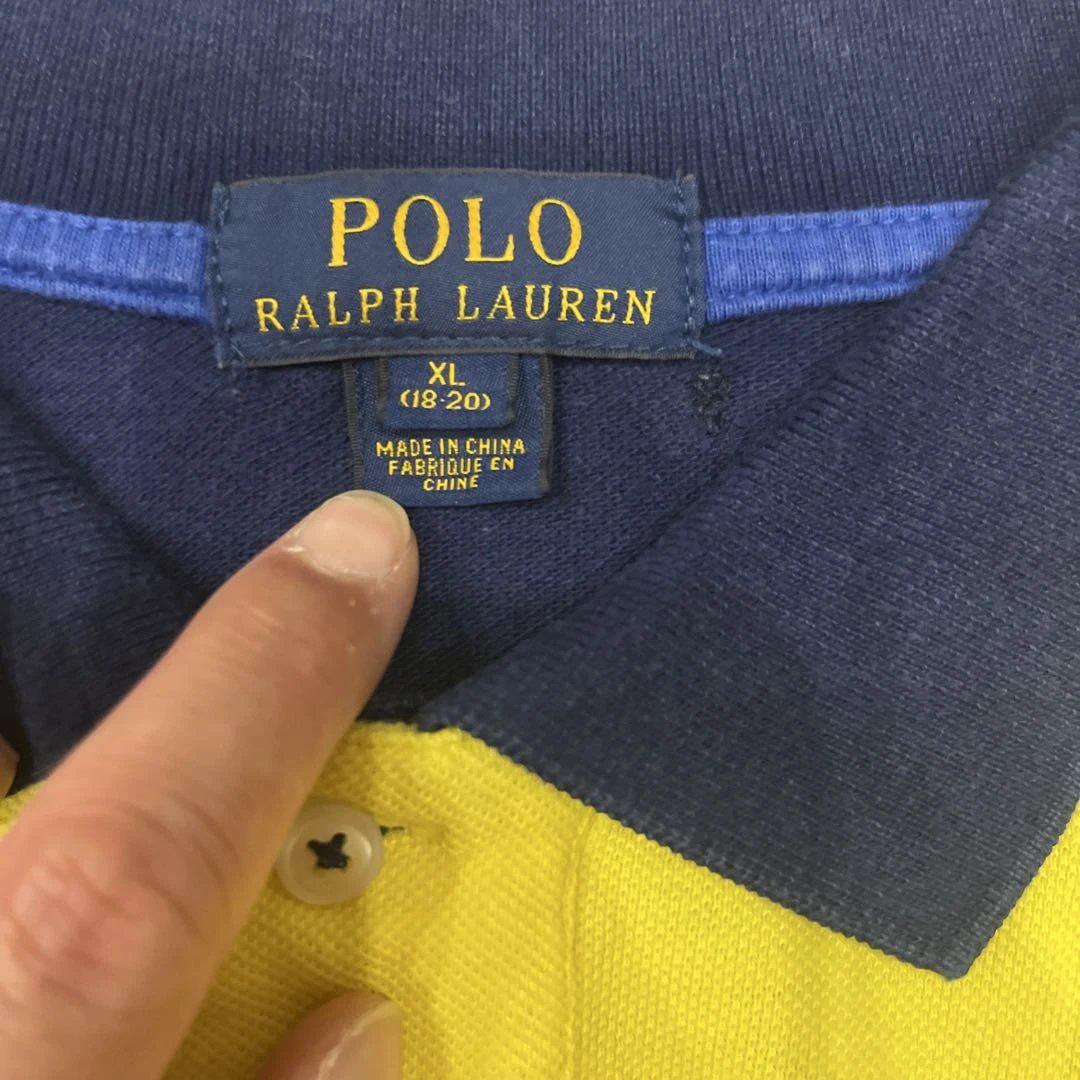 POLO
RALPH LAUREN
XL
(18-20)
MADE IN CHINA
FABRIQUE EN
CHINE